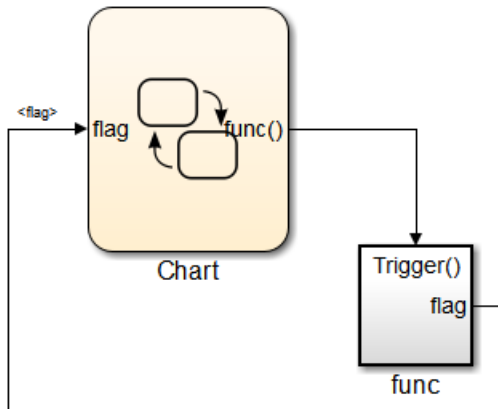 <flag>
flag
func()
Chart
Trigger()
flag
func